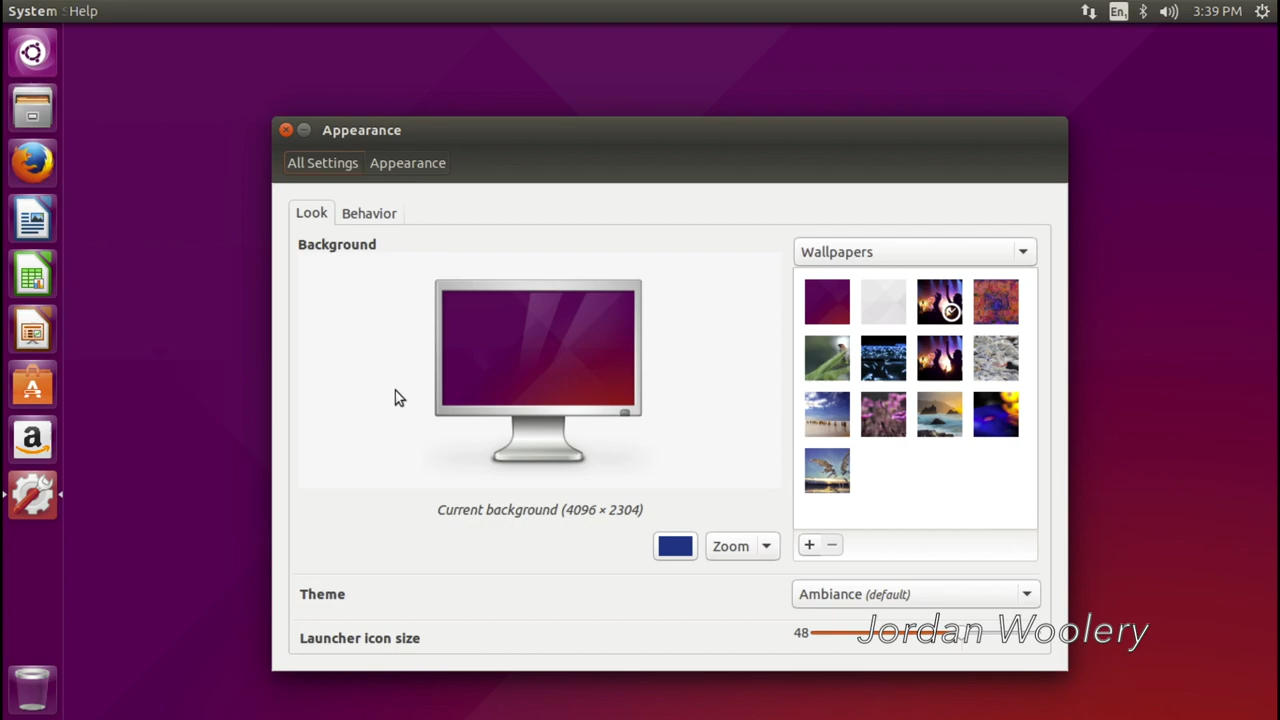 System Help
En1 3:39 PM
Appearance
All Settings Appearance
Look Behavior
Background
Wallpapers
Current background (4096 × 2304)
Zoom
Theme
Ambiance (default)
Launcher icon size
48
Jordan Woolery